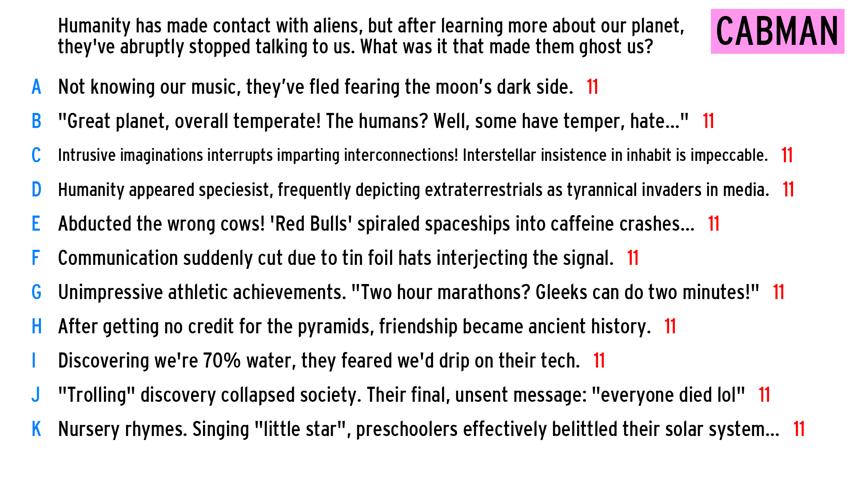 Humanity has made contact with aliens, but after learning more about our planet,
they've abruptly stopped talking to us. What was it that made them ghost us?
CABMAN
A Not knowing our music, they’ve fled fearing the moon’s dark side. 11
B "Great planet, overall temperate! The humans? Well, some have temper, hate..." 11
C Intrusive imaginations interrupts imparting interconnections! Interstellar insistence in inhabit is impeccable. 11
D Humanity appeared speciesist, frequently depicting extraterrestrials as tyrannical invaders in media. 11
E Abducted the wrong cows! 'Red Bulls' spiraled spaceships into caffeine crashes... 11
F Communication suddenly cut due to tin foil hats interjecting the signal. 11
G Unimpressive athletic achievements. "Two hour marathons? Gleeks can do two minutes!" 11
H After getting no credit for the pyramids, friendship became ancient history. 11
I Discovering we're 70% water, they feared we'd drip on their tech. 11
J "Trolling" discovery collapsed society. Their final, unsent message: "everyone died lol" 11
K Nursery rhymes. Singing "little star", preschoolers effectively belittled their solar system... 11